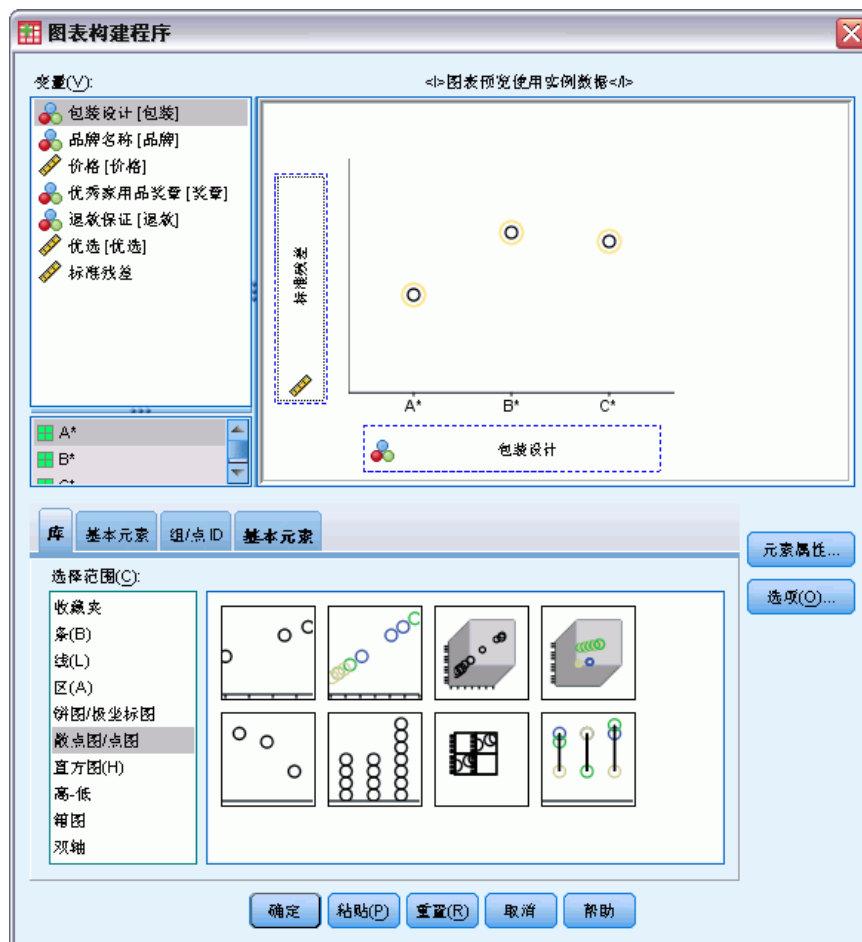 图表构建程序
变量(V):
<I>图表预览使用实例数据</I>
包装设计 [包装]
品牌名称 [品牌]
价格 [价格]
优秀家用品奖章 [奖章]
退款保证 [退款]
优选 [优选]
标准残差
A*
B*
C*
标准残差
A*
B*
C*
包装设计
库
基本元素
组/点 ID
基本元素
元素属性...
选项(O)...
选择范围(C):
收藏夹
条(B)
线(L)
区(A)
饼图/极坐标图
散点图/点图
直方图(H)
高-低
箱图
双轴
确定
粘贴(P)
重置(R)
取消
帮助